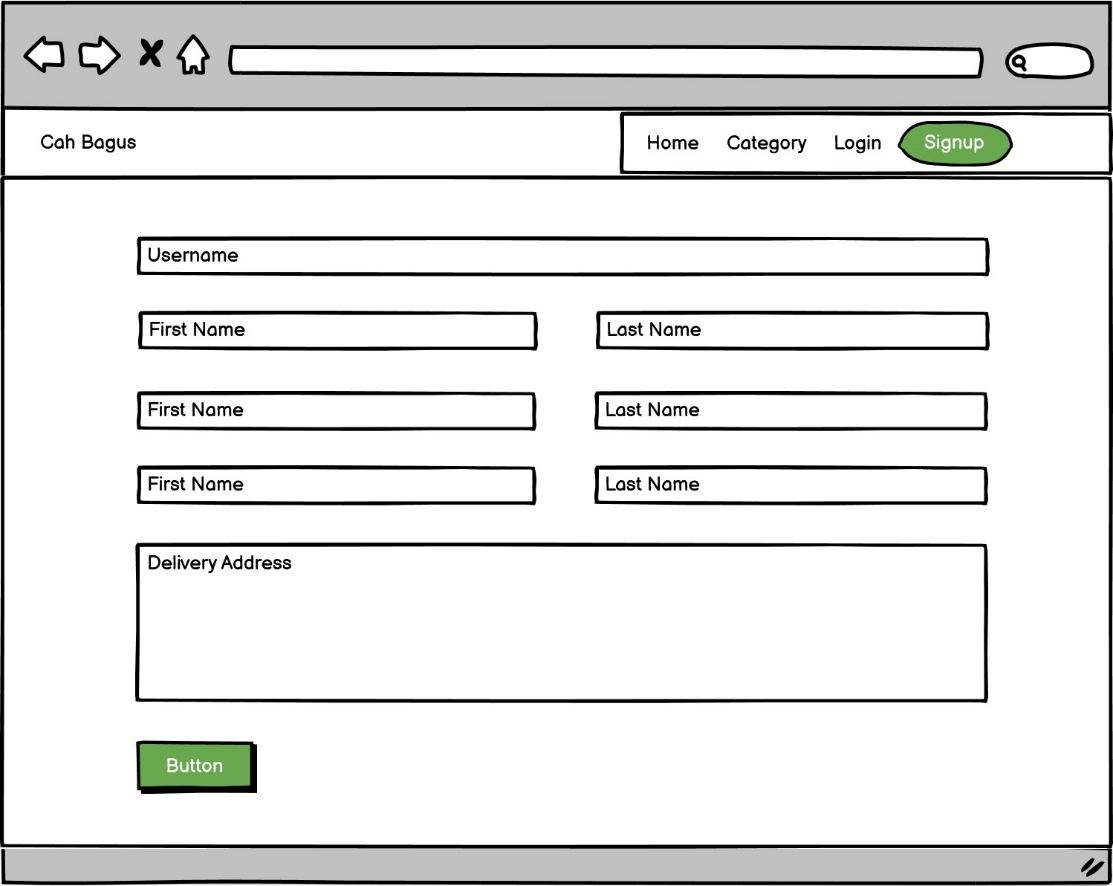 Cah Bagus
Home Category Login Signup
Username
First Name Last Name
First Name Last Name
First Name Last Name
Delivery Address
Button